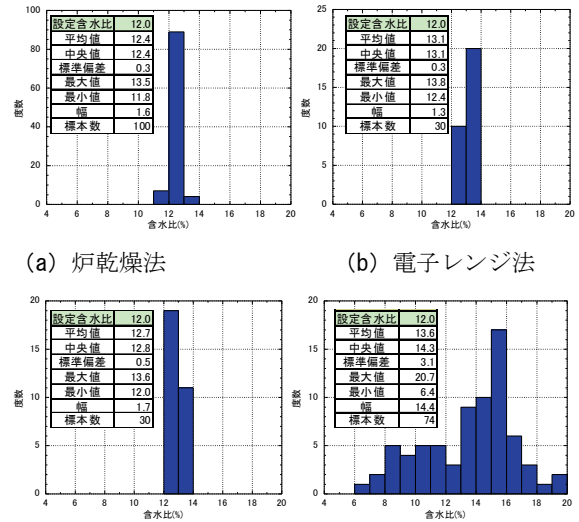 設定含水比 12.0
平均値 12.4
中央値 12.4
標準偏差 0.3
最大値 13.5
最小値 11.8
幅 1.6
標本数 100
度数
100
80
60
40
20
0
4 6 8 10 12 14 16 18 20
含水比(%)
(a) 炉乾燥法
設定含水比 12.0
平均値 13.1
中央値 13.1
標準偏差 0.3
最大値 13.8
最小値 12.4
幅 1.3
標本数 30
度数
25
20
15
10
5
0
4 6 8 10 12 14 16 18 20
含水比(%)
(b) 電子レンジ法
設定含水比 12.0
平均値 12.7
中央値 12.8
標準偏差 0.5
最大値 13.6
最小値 12.0
幅 1.7
標本数 30
度数
20
15
10
5
0
4 6 8 10 12 14 16 18 20
含水比(%)
設定含水比 12.0
平均値 13.6
中央値 14.3
標準偏差 3.1
最大値 20.7
最小値 6.4
幅 14.4
標本数 74
度数
20
15
10
5
0
4 6 8 10 12 14 16 18 20
含水比(%)